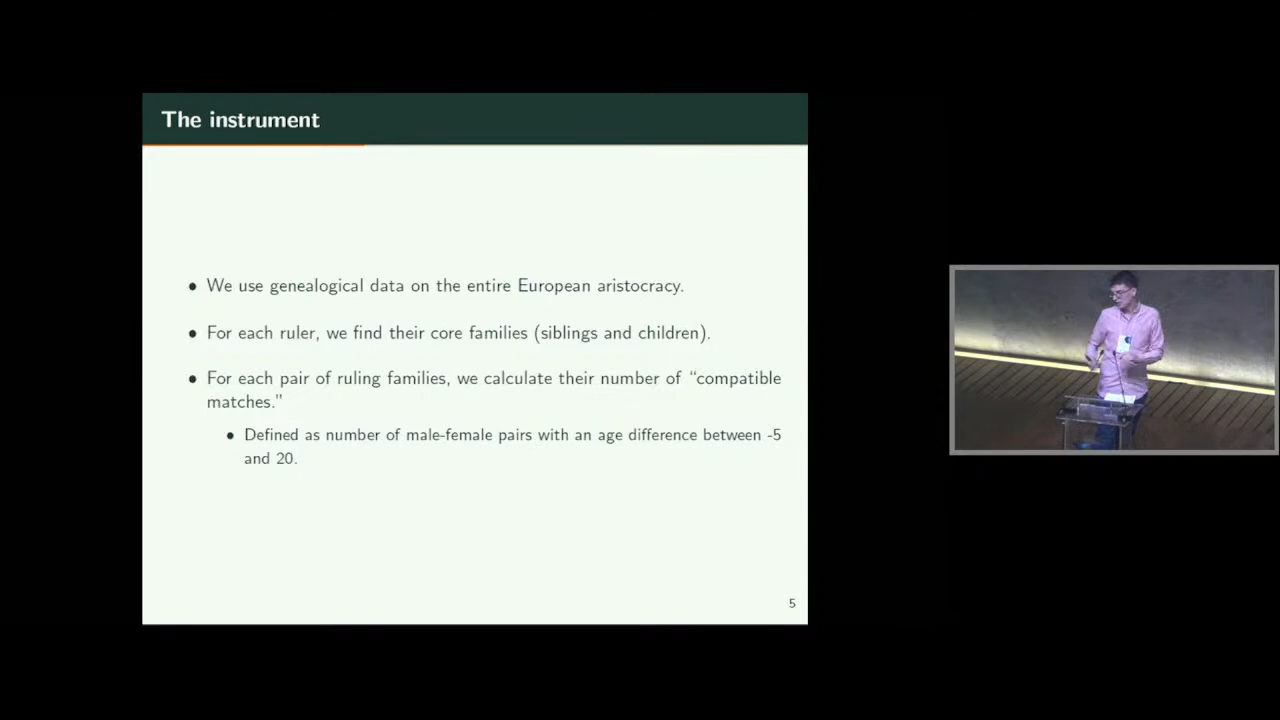 The instrument
• We use genealogical data on the entire European aristocracy.
• For each ruler, we find their core families (siblings and children).
• For each pair of ruling families, we calculate their number of “compatible
matches.”
• Defined as number of male-female pairs with an age difference between -5
and 20.
5